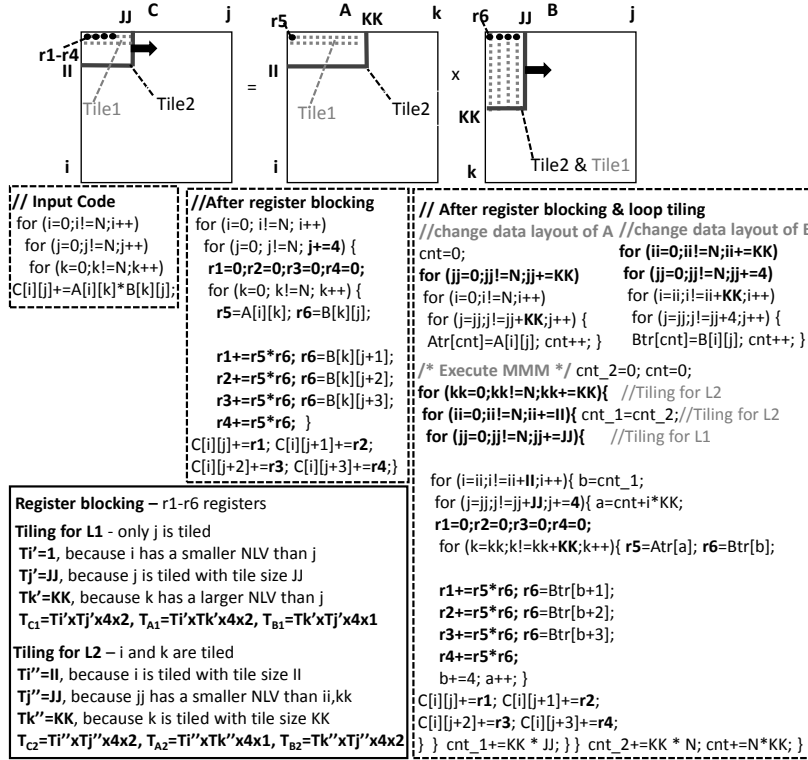 JJ C j
r1-r4
II
Tile1
Tile2
i
=
r5 A k
KK
II
Tile1
Tile2
i
x
r6 JJ B j
KK
Tile2 & Tile1
k
// Input Code
for (i=0;i!=N;i++)
for (j=0;j!=N;j++)
for (k=0;k!=N;k++)
C[i][j]+=A[i][k]*B[k][j];
//After register blocking
for (i=0; i!=N; i++)
for (j=0; j!=N; j+=4) {
r1=0;r2=0;r3=0;r4=0;
for (k=0; k!=N; k++) {
r5=A[i][k]; r6=B[k][j];
r1+=r5*r6; r6=B[k][j+1];
r2+=r5*r6; r6=B[k][j+2];
r3+=r5*r6; r6=B[k][j+3];
r4+=r5*r6; }
C[i][j]+=r1; C[i][j+1]+=r2;
C[i][j+2]+=r3; C[i][j+3]+=r4;}
// After register blocking & loop tiling
//change data layout of A //change data layout of B
cnt=0; for (ii=0;ii!=N;ii+=KK)
for (jj=0;jj!=N;jj+=KK) for (jj=0;jj!=N;jj+=4)
for (i=0;i!=N;i++) for (i=ii;i!=ii+KK;i++)
for (j=jj;j!=jj+KK;j++) { for (j=jj;j!=jj+4;j++) {
Atr[cnt]=A[i][j]; cnt++; } Btr[cnt]=B[i][j]; cnt++; }
/* Execute MMM */ cnt_2=0; cnt=0;
for (kk=0;kk!=N;kk+=KK){ //Tiling for L2
for (ii=0;ii!=N;ii+=II){ cnt_1=cnt_2;//Tiling for L2
for (jj=0;jj!=N;jj+=JJ){ //Tiling for L1
for (i=ii;i!=ii+II;i++){ b=cnt_1;
for (j=jj;j!=jj+JJ;j+=4){ a=cnt+i*KK;
r1=0;r2=0;r3=0;r4=0;
for (k=kk;k!=kk+KK;k++){ r5=Atr[a]; r6=Btr[b];
r1+=r5*r6; r6=Btr[b+1];
r2+=r5*r6; r6=Btr[b+2];
r3+=r5*r6; r6=Btr[b+3];
r4+=r5*r6;
b+=4; a++; }
C[i][j]+=r1; C[i][j+1]+=r2;
C[i][j+2]+=r3; C[i][j+3]+=r4;
} } cnt_1+=KK * JJ; } } cnt_2+=KK * N; cnt+=N*KK; }
Register blocking – r1-r6 registers
Tiling for L1 - only j is tiled
Ti'=1, because i has a smaller NLV than j
Tj'=JJ, because j is tiled with tile size JJ
Tk'=KK, because k has a larger NLV than j
TC1=Ti'xTj'x4x2, TA1=Ti'xTk'x4x2, TB1=Tk'xTj'x4x1
Tiling for L2 – i and k are tiled
Ti''=II, because i is tiled with tile size II
Tj''=JJ, because jj has a smaller NLV than ii,kk
Tk''=KK, because k is tiled with tile size KK
TC2=Ti''xTj''x4x2, TA2=Ti''xTk''x4x1, TB2=Tk''xTj''x4x2